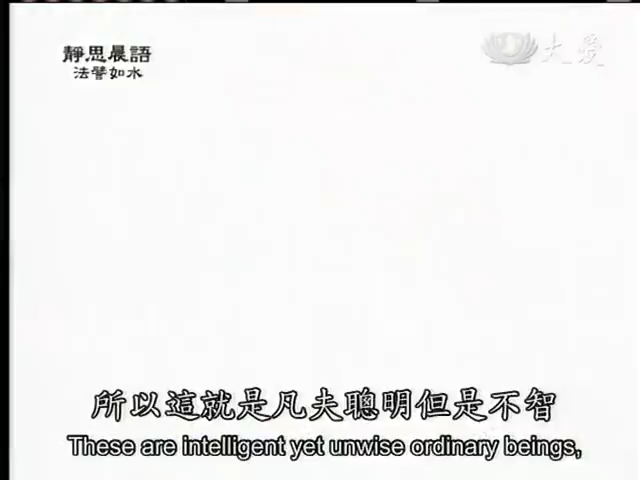 靜思晨語
法譬如水
大愛
所以這就是凡夫聰明但是不智
These are intelligent yet unwise ordinary beings,